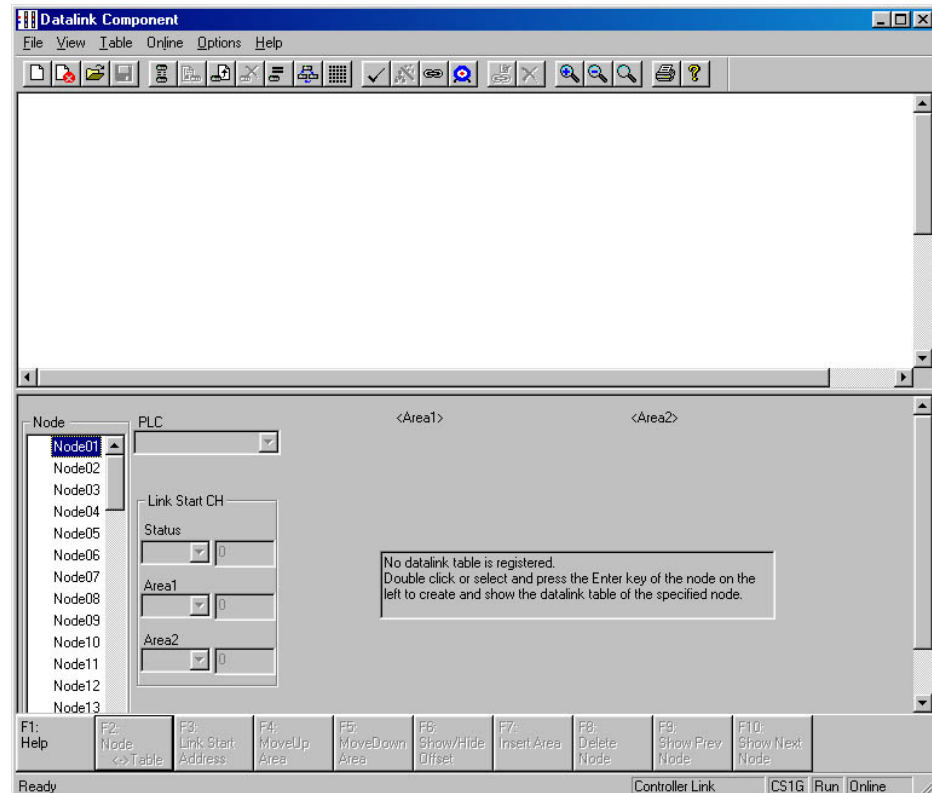 Datalink Component
File View Table Online Options Help
<Area1> <Area2>
Node
PLC
Node01
Node02
Node03
Node04
Node05
Node06
Node07
Node08
Node09
Node10
Node11
Node12
Node13
Link Start CH
Status
0
Area1
0
Area2
0
No datalink table is registered.
Double click or select and press the Enter key of the node on the
left to create and show the datalink table of the specified node.
F1:
Help
F2:
Node
<->Table
F3:
Link Start
Address
F4:
MoveUp
Area
F5:
MoveDown
Area
F6:
Show/Hide
Offset
F7:
Insert Area
F8:
Delete
Node
F9:
Show Prev
Node
F10:
Show Next
Node
Ready
Controller Link
CS1G
Run
Online